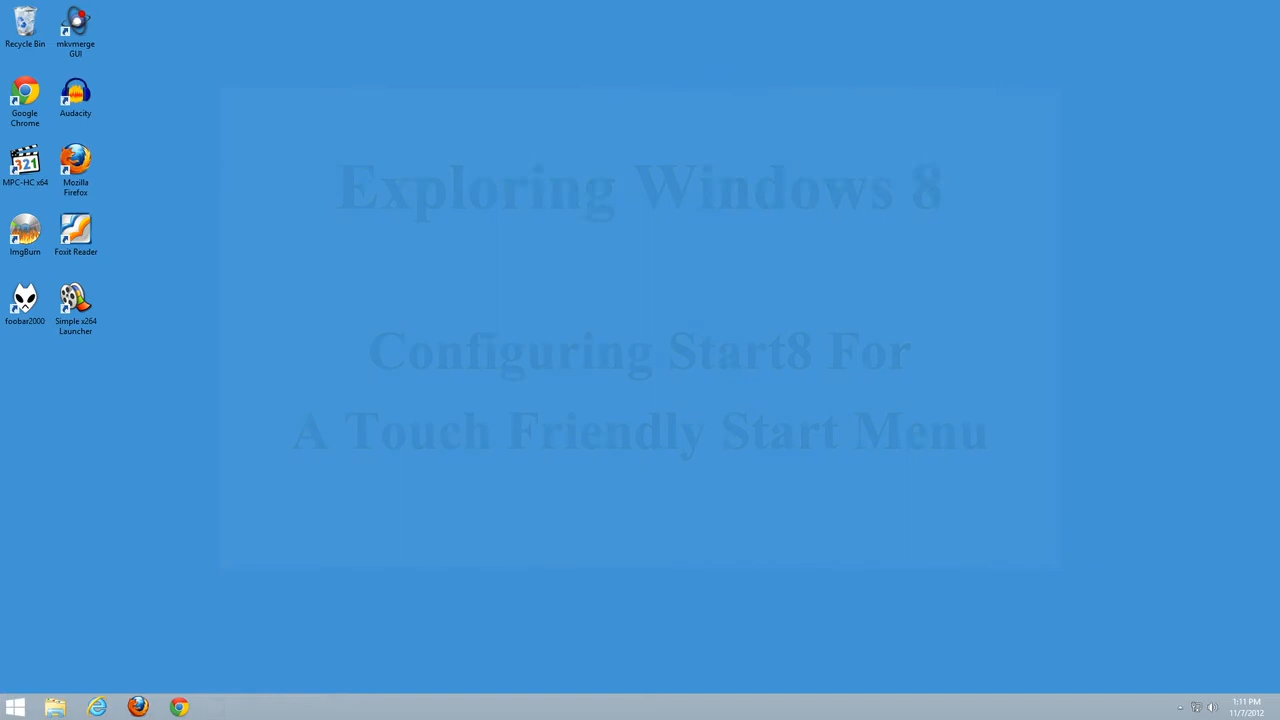 Recycle Bin
mkvmerge
GUI
Google
Chrome
Audacity
MPC-HC x64
Mozilla
Firefox
ImgBurn
Foxit Reader
foobar2000
Simple x264
Launcher
Exploring Windows 8
Configuring Start8 For
A Touch Friendly Start Menu
1:11 PM
11/7/2012